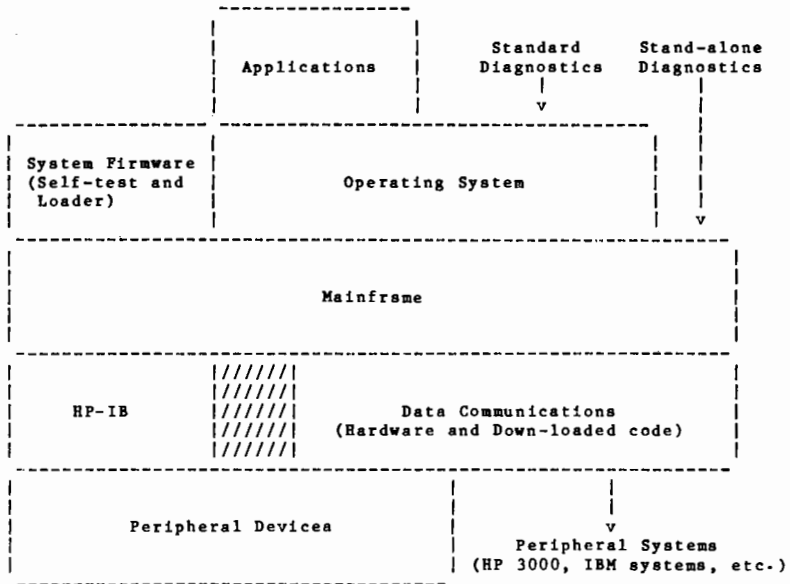 Applications
Standard Diagnostics
Stand-alone Diagnostics
System Firmware
(Self-test and
Loader)
Operating System
Mainfrsme
HP-IB
Data Communications
(Hardware and Down-loaded code)
Peripheral Devicea
Peripheral Systems
(HP 3000, IBM systems, etc.)